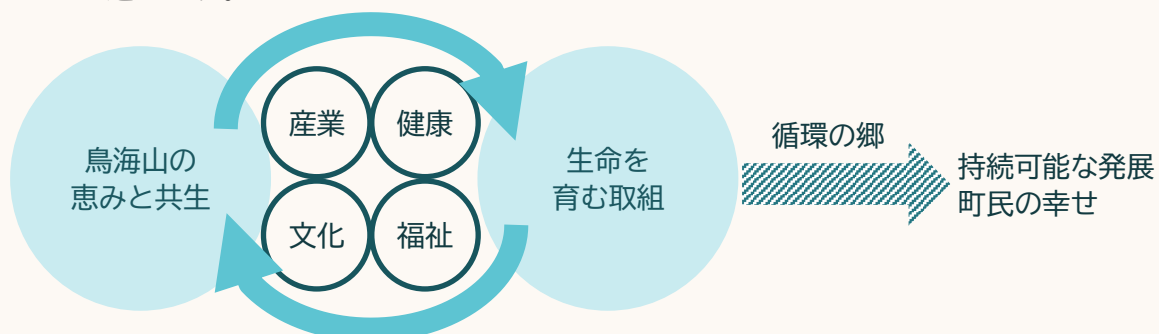 鳥海山の
恵みと共生
産業
健康
文化
福祉
生命を
育む取組
循環の郷
持続可能な発展
町民の幸せ